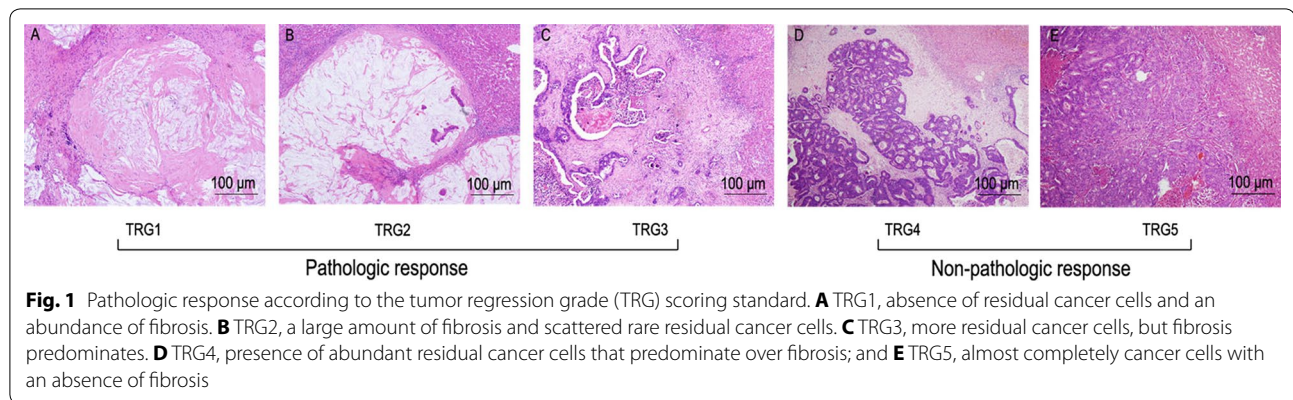 A B C D E
100 µm 100 µm 100 µm 100 µm 100 µm
TRG1 TRG2 TRG3 TRG4 TRG5
Pathologic response Non-pathologic response
Fig. 1 Pathologic response according to the tumor regression grade (TRG) scoring standard. A TRG1, absence of residual cancer cells and an
abundance of fibrosis. B TRG2, a large amount of fibrosis and scattered rare residual cancer cells. C TRG3, more residual cancer cells, but fibrosis
predominates. D TRG4, presence of abundant residual cancer cells that predominate over fibrosis; and E TRG5, almost completely cancer cells with
an absence of fibrosis